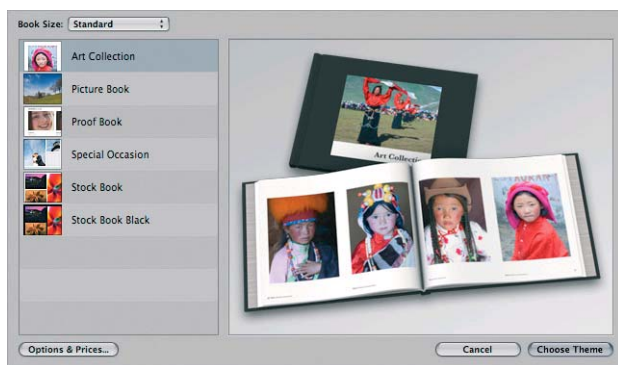 Book Size: Standard
Art Collection
Picture Book
Proof Book
Special Occasion
Stock Book
Stock Book Black
Art Collection
Options & Prices...
Cancel
Choose Theme